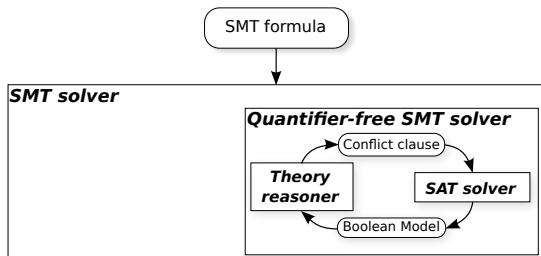 SMT formula
SMT solver
Quantifier-free SMT solver
Conflict clause
Theory
reasoner
SAT solver
Boolean Model